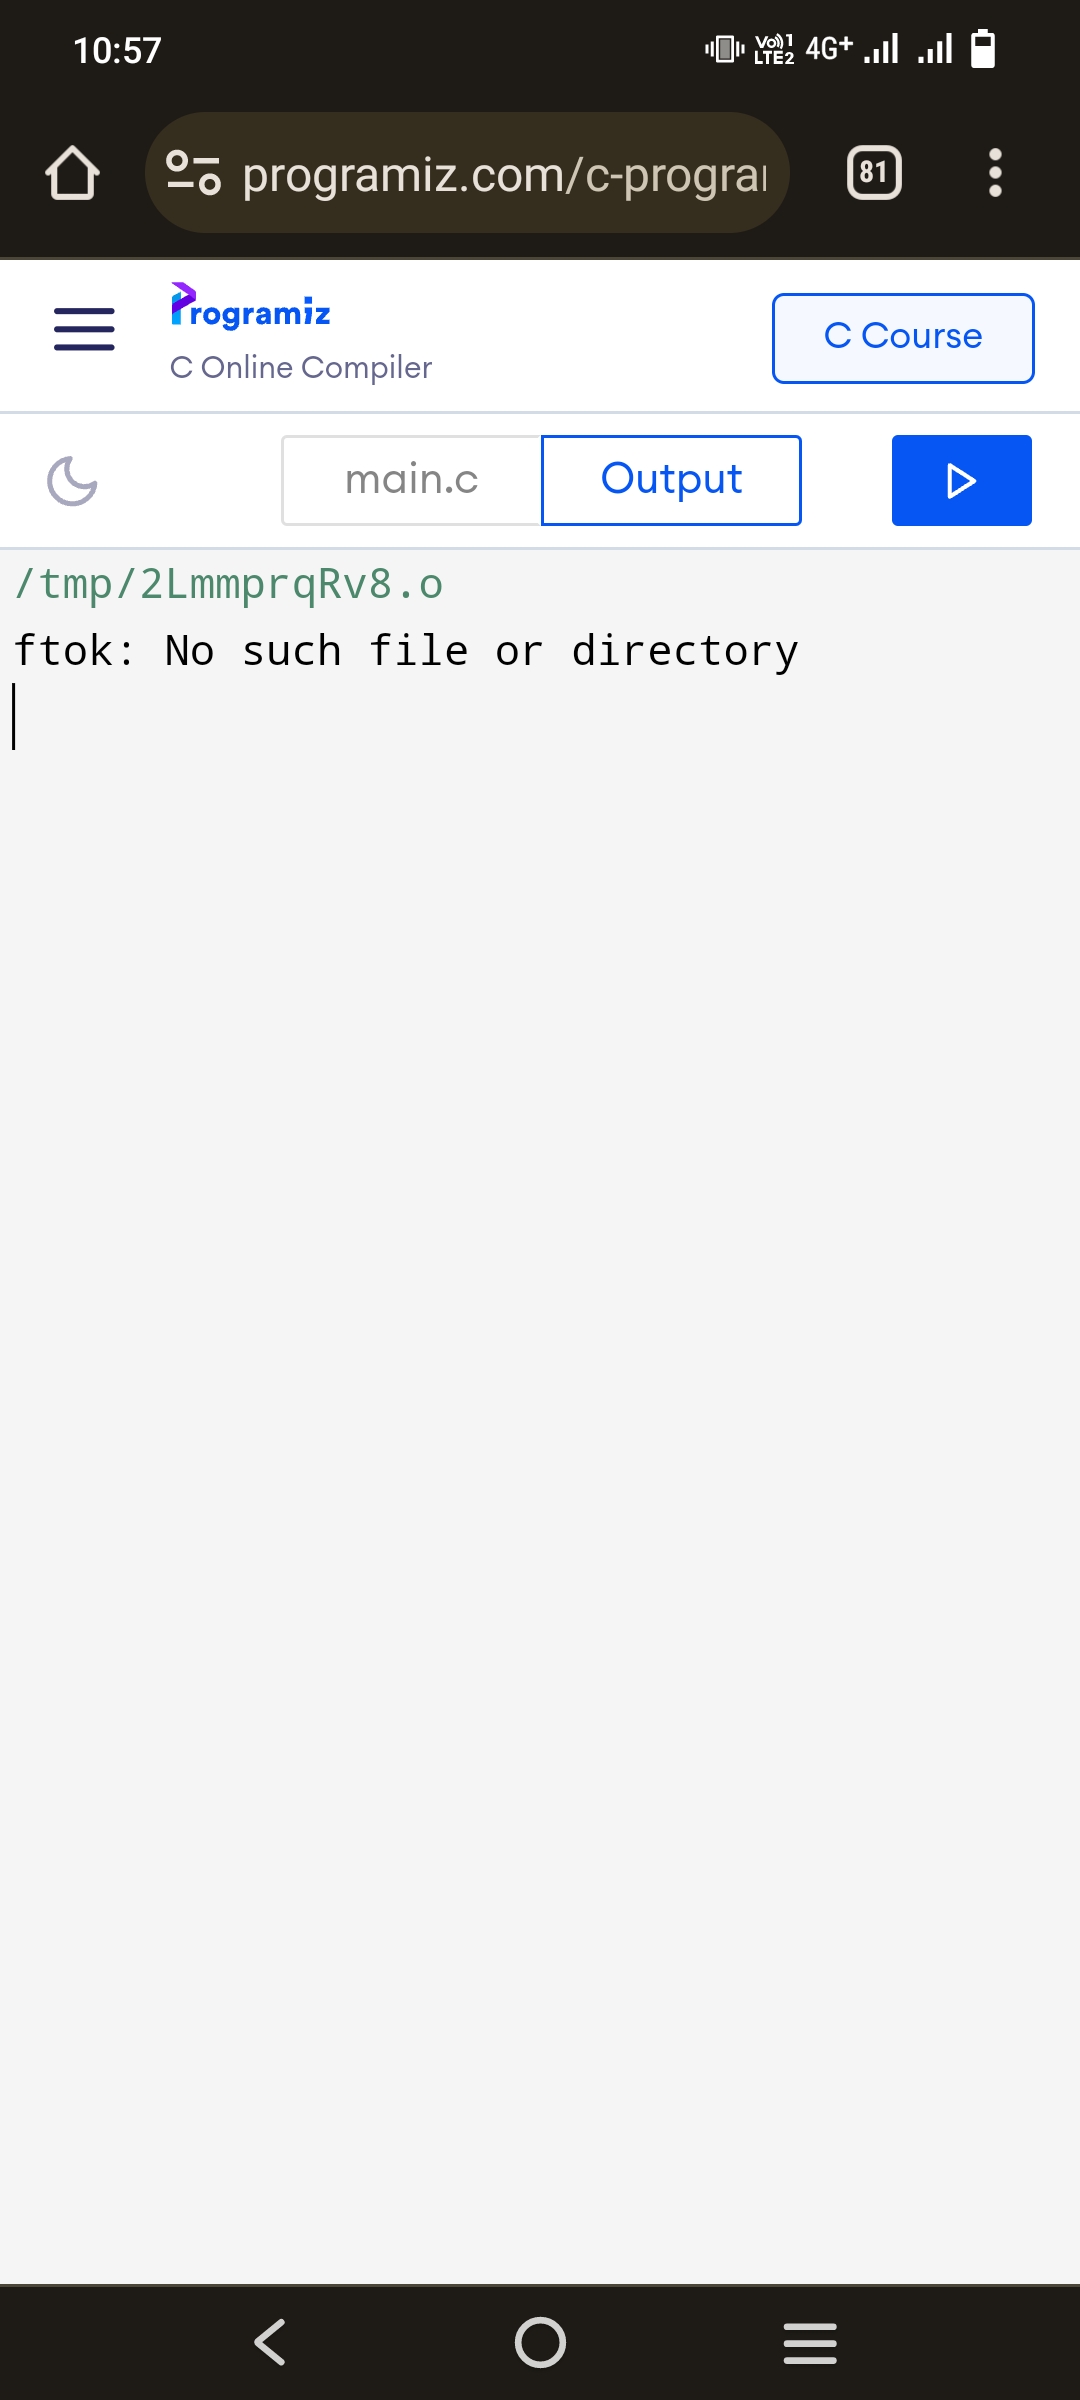 10:57
Vo) 1
LTE2
4G+
programiz.com/c-progra
81
Programiz
C Online Compiler
C Course
main.c
Output
/tmp/2LmmprqRv8.o
ftok: No such file or directory